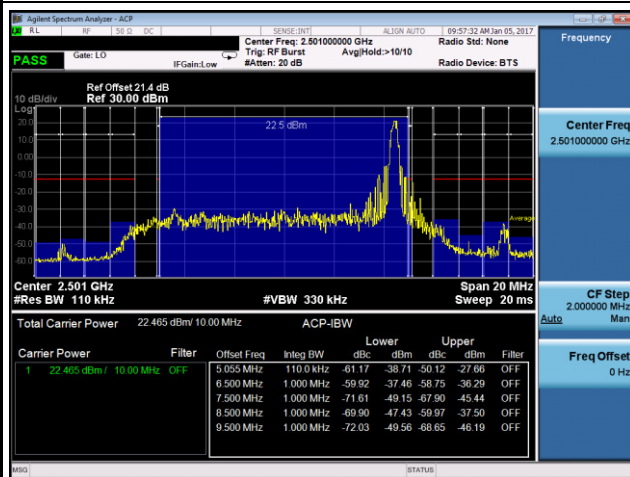 Agilent Spectrum Analyzer - ACP
RL RF 50 Ω DC SENSE:INT ALIGN AUTO 09:57:32 AM Jan 05, 2017
Center Freq: 2.501000000 GHz Radio Std: None
PASS Gate: LO Trig: RF Burst Avg|Hold:>10/10
IFGain:Low #Atten: 20 dB Radio Device: BTS
Ref Offset 21.4 dB
10 dB/div Ref 30.00 dBm
Log
20.0
10.0
0.00
-10.0
-20.0
-30.0
-40.0
-50.0
-60.0
22.5 dBm
Average
Center 2.501 GHz Span 20 MHz
#Res BW 110 kHz #VBW 330 kHz Sweep 20 ms
Total Carrier Power 22.465 dBm/ 10.00 MHz ACP-IBW
Lower Upper
Carrier Power Filter Offset Freq Integ BW dBc dBm dBc dBm Filter
1 22.465 dBm / 10.00 MHz OFF 5.055 MHz 110.0 kHz -61.17 -38.71 -50.12 -27.66 OFF
6.500 MHz 1.000 MHz -59.92 -37.46 -58.75 -36.29 OFF
7.500 MHz 1.000 MHz -71.61 -49.15 -67.90 -45.44 OFF
8.500 MHz 1.000 MHz -69.90 -47.43 -59.97 -37.50 OFF
9.500 MHz 1.000 MHz -72.03 -49.56 -68.65 -46.19 OFF
MSG STATUS
Frequency
Center Freq
2.501000000 GHz
CF Step
2.000000 MHz
Auto Man
Freq Offset
0 Hz